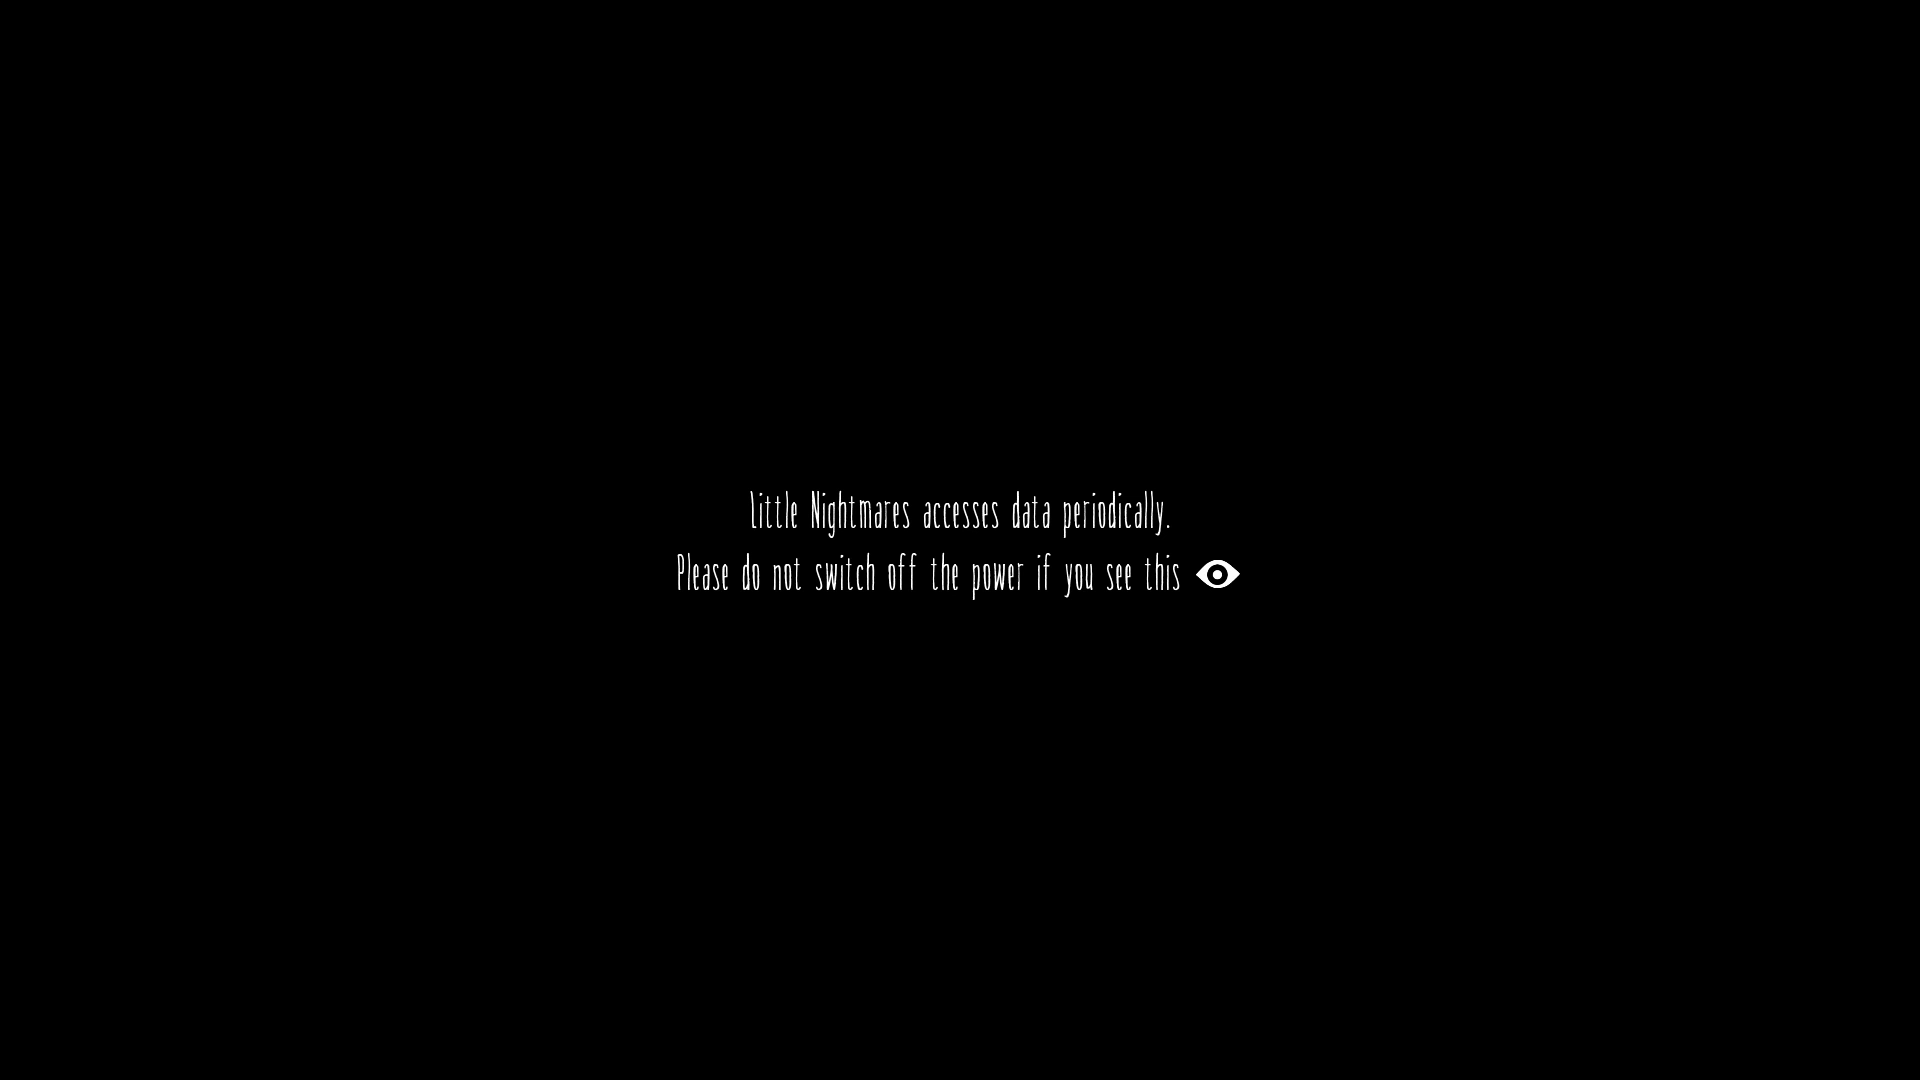 Little Nightmares accesses data periodically.
Please do not switch off the power if you see this